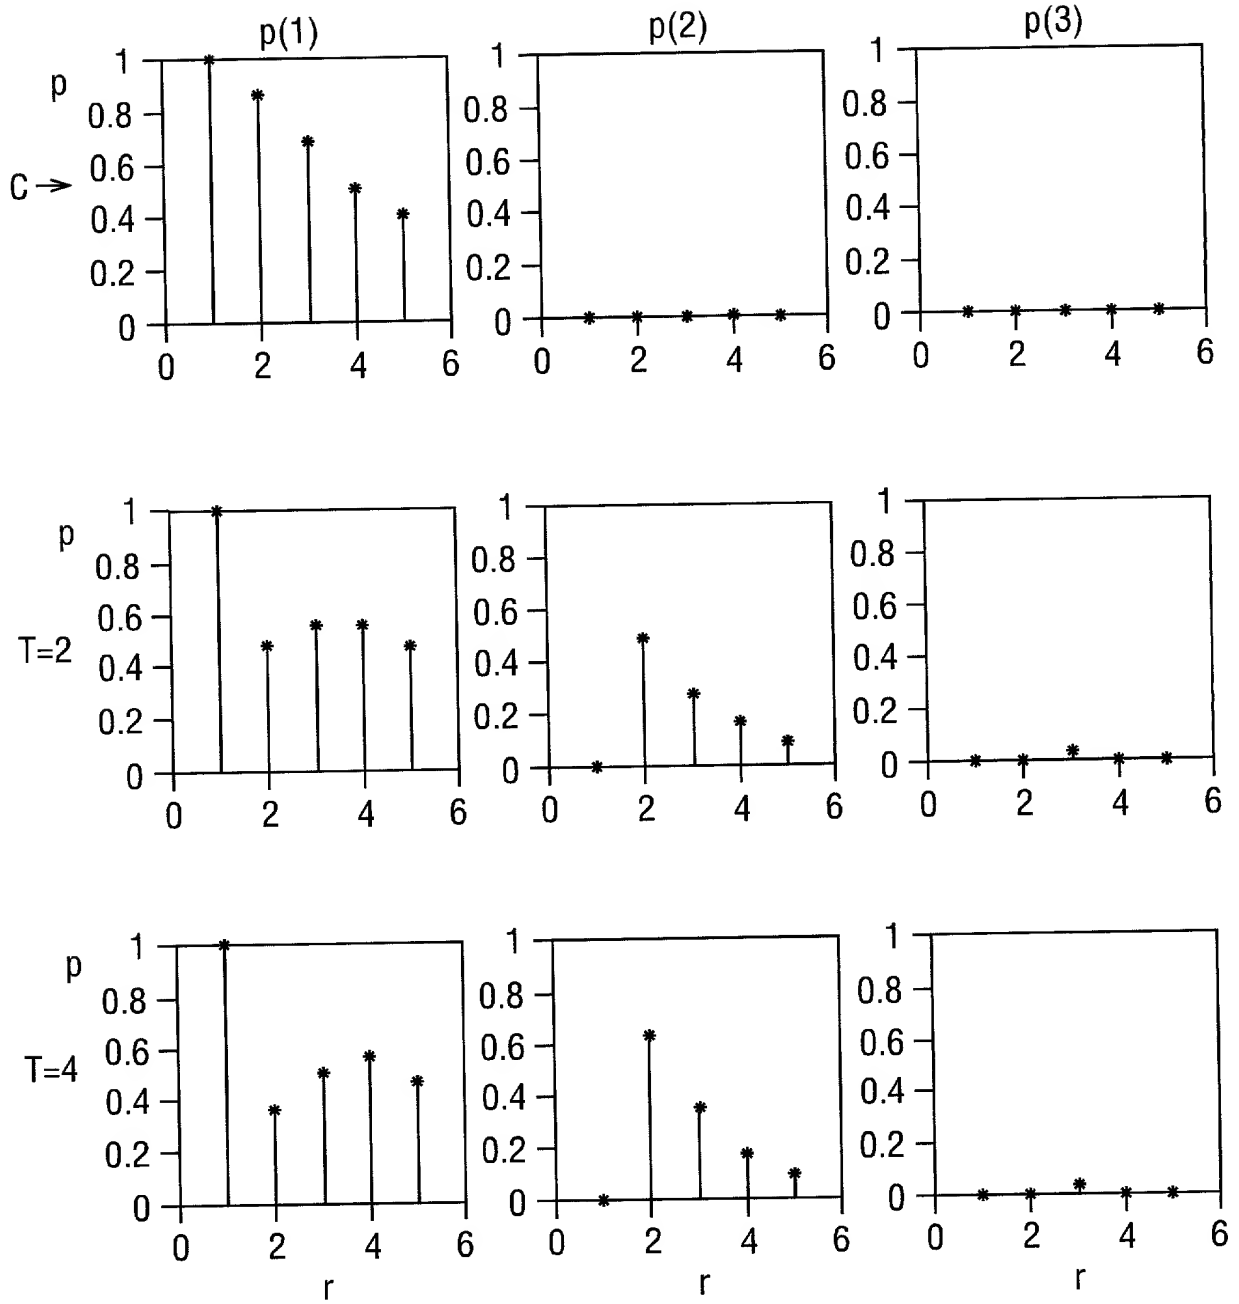 p(1) p(2) p(3)
p 1 1 1
0.8 0.8 0.8
C → 0.6 0.6 0.6
0.4 0.4 0.4
0.2 0.2 0.2
0 0 0
0 2 4 6 0 2 4 6 0 2 4 6
p 1 1 1
0.8 0.8 0.8
0.6 0.6 0.6
T=2 0.4 0.4 0.4
0.2 0.2 0.2
0 0 0
0 2 4 6 0 2 4 6 0 2 4 6
p 1 1 1
0.8 0.8 0.8
0.6 0.6 0.6
T=4 0.4 0.4 0.4
0.2 0.2 0.2
0 0 0
0 2 4 6 0 2 4 6 0 2 4 6
r r r